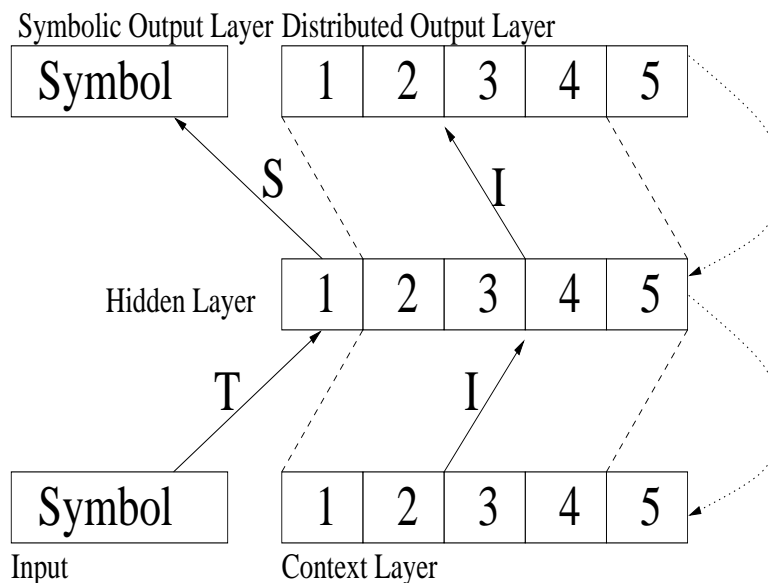 Symbolic Output Layer Distributed Output Layer
Symbol 1 2 3 4 5
S I
Hidden Layer 1 2 3 4 5
T I
Symbol 1 2 3 4 5
Input Context Layer